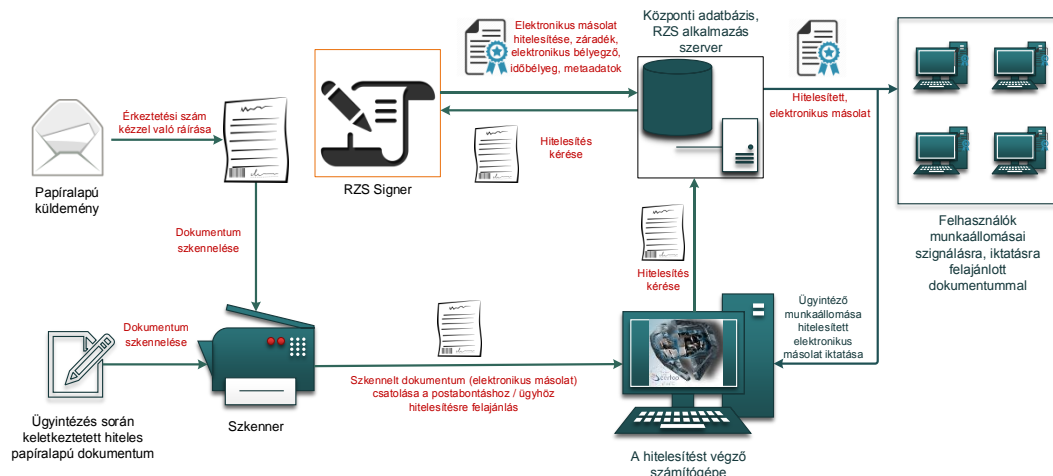 Elektronikus másolat
hitelesítése, záradék,
elektronikus bélyegző,
időbélyeg, metaadatok
Központi adatbázis,
RZS alkalmazás
szerver
Érkeztetési szám
kézzel való ráírása
Hitelesítés
kérése
Hitelesített,
elektronikus másolat
Papíralapú
küldemény
RZS Signer
Dokumentum
szkennelése
Hitelesítés
kérése
Felhasználók
munkaállomásai
szignálásra, iktatásra
felajánlott
dokumentummal
Dokumentum
szkennelése
Ügyintéző
munkaállomása
hitelesített
elektronikus
másolat iktatása
Szkennelt dokumentum (elektronikus másolat)
csatolása a postabontáshoz / ügyhöz
hitelesítésre felajánlás
Ügyintézés során
keletkeztetett hiteles
papíralapú dokumentum
Szkenner
A hitelesítést végző
számítógépe